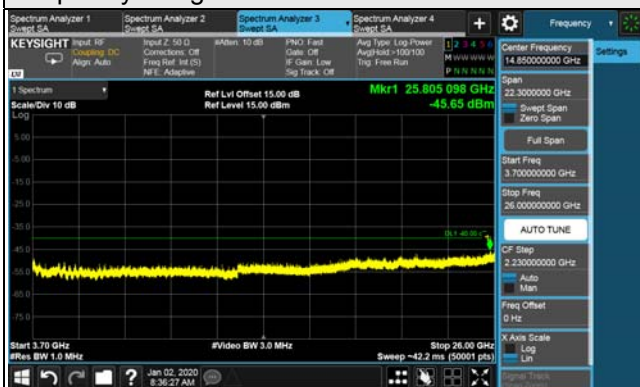 Spectrum Analyzer 1
Swept SA
Spectrum Analyzer 2
Swept SA
Spectrum Analyzer 3
Swept SA
Spectrum Analyzer 4
Swept SA
+
Frequency
KEYSIGHT
Input: RF
Coupling: DC
Align: Auto
Input Z: 50 Ω
Corrections: Off
Freq Ref: Int (S)
NFE: Adaptive
#Atten: 10 dB
PNO: Fast
Gate: Off
IF Gain: Low
Sig Track: Off
Avg Type: Log-Power
Avg|Hold:>100/100
Trig: Free Run
1 2 3 4 5 6
M W W W W W
P N N N N N
LXI
1 Spectrum
Scale/Div 10 dB
Log
Ref Lvl Offset 15.00 dB
Ref Level 15.00 dBm
Mkr1 25.805 098 GHz
-45.65 dBm
5.00
-5.00
-15.0
-25.0
-35.0
-45.0
-55.0
-65.0
-75.0
Start 3.70 GHz
#Res BW 1.0 MHz
#Video BW 3.0 MHz
Stop 26.00 GHz
Sweep ~42.2 ms (50001 pts)
Jan 02, 2020
8:36:27 AM
Center Frequency
14.850000000 GHz
Settings
Span
22.3000000 GHz
Swept Span
Zero Span
Full Span
Start Freq
3.700000000 GHz
Stop Freq
26.000000000 GHz
AUTO TUNE
CF Step
2.230000000 GHz
Auto
Man
Freq Offset
0 Hz
X Axis Scale
Log
Lin
Signal Track